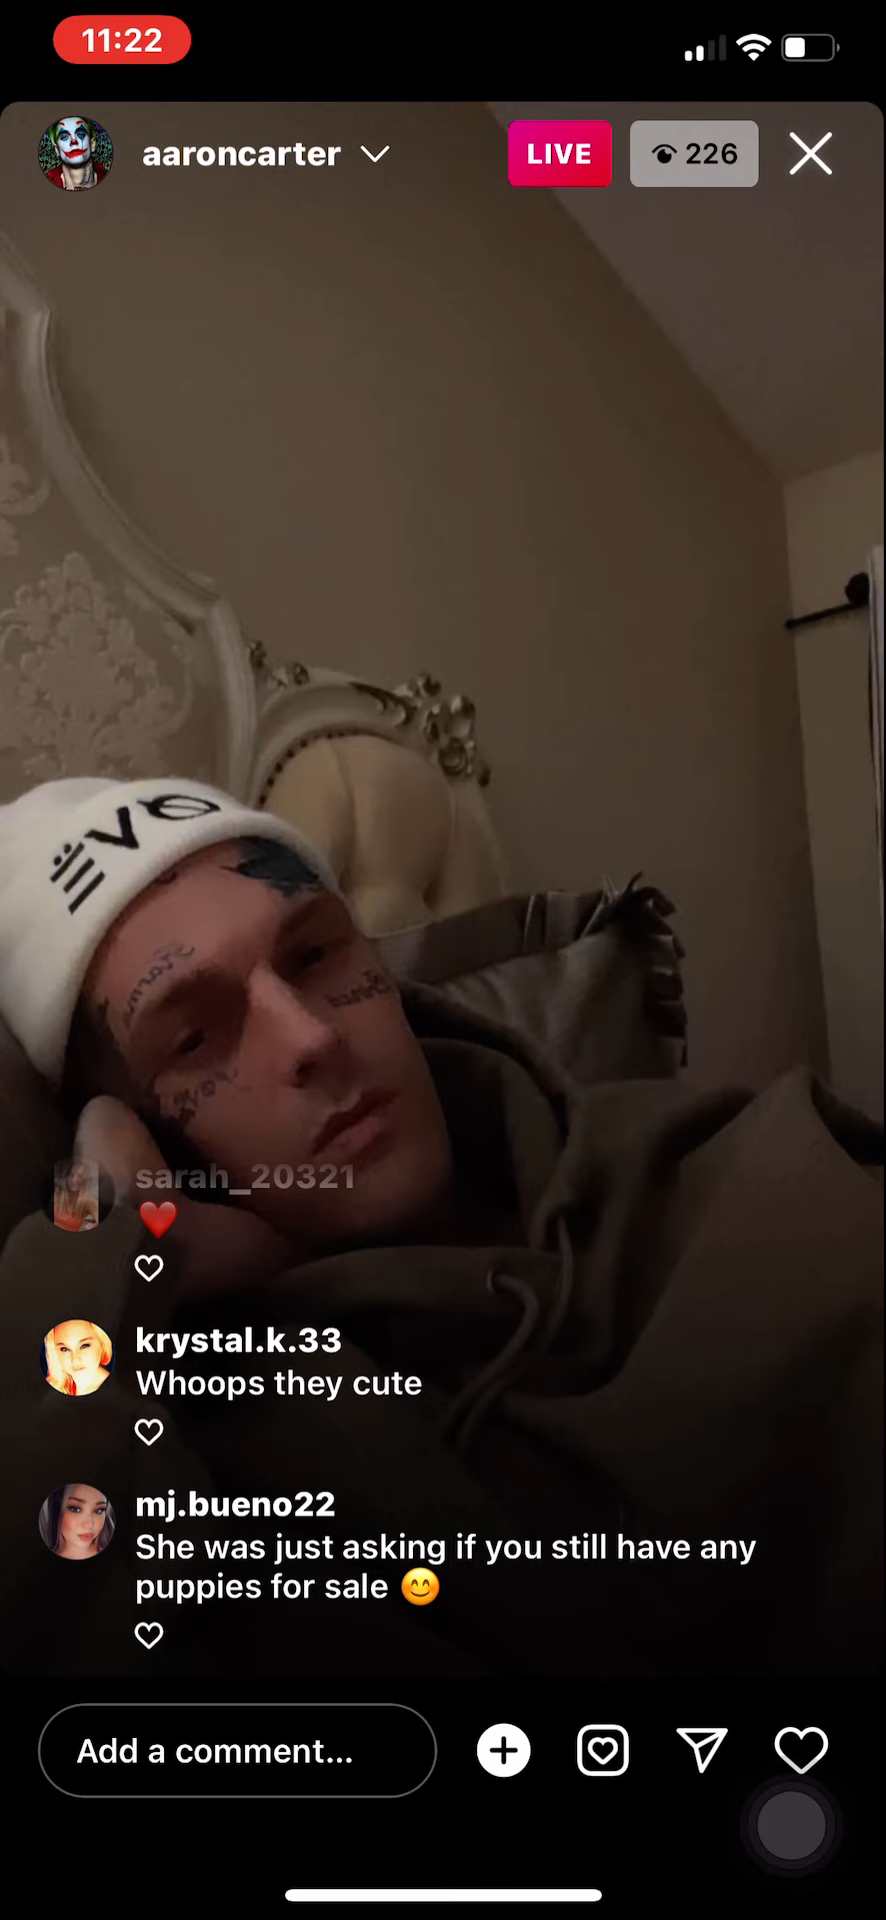 11:22
aaroncarter
LIVE
226
ËVØ
sarah_20321
❤️
krystal.k.33
Whoops they cute
mj.bueno22
She was just asking if you still have any
puppies for sale 😊
Add a comment...